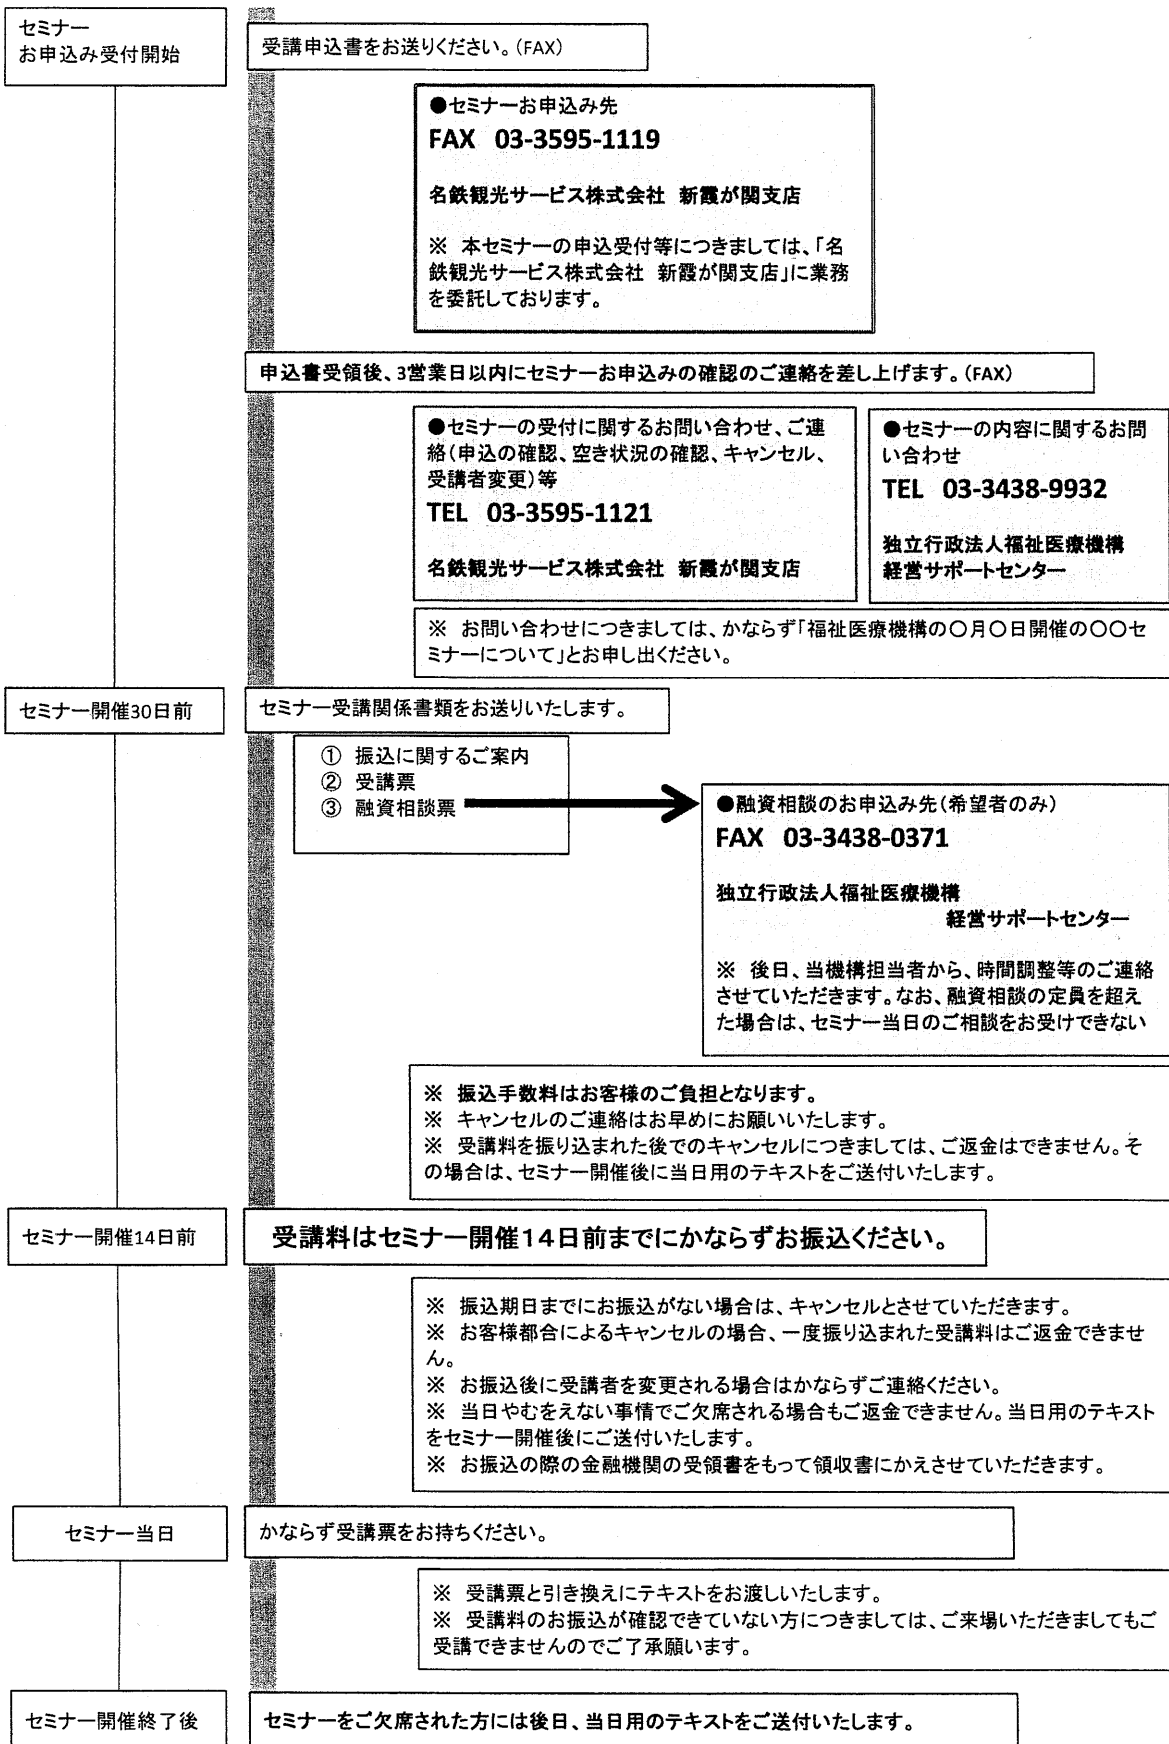 セミナー
お申込み受付開始
受講申込書をお送りください。(FAX)
●セミナーお申込み先
FAX 03-3595-1119
名鉄観光サービス株式会社 新霞が関支店
※ 本セミナーの申込受付等につきましては、「名
鉄観光サービス株式会社 新霞が関支店」に業務
を委託しております。
申込書受領後、3営業日以内にセミナーお申込みの確認のご連絡を差し上げます。(FAX)
●セミナーの受付に関するお問い合わせ、ご連
絡(申込の確認、空き状況の確認、キャンセル、
受講者変更)等
TEL 03-3595-1121
名鉄観光サービス株式会社 新霞が関支店
●セミナーの内容に関するお問
い合わせ
TEL 03-3438-9932
独立行政法人福祉医療機構
経営サポートセンター
※ お問い合わせにつきましては、かならず「福祉医療機構の〇月〇日開催の〇〇セ
ミナーについて」とお申し出ください。
セミナー開催30日前
セミナー受講関係書類をお送りいたします。
① 振込に関するご案内
② 受講票
③ 融資相談票
●融資相談のお申込み先(希望者のみ)
FAX 03-3438-0371
独立行政法人福祉医療機構
経営サポートセンター
※ 後日、当機構担当者から、時間調整等のご連絡
させていただきます。なお、融資相談の定員を超え
た場合は、セミナー当日のご相談をお受けできない
※ 振込手数料はお客様のご負担となります。
※ キャンセルのご連絡はお早めにお願いいたします。
※ 受講料を振り込まれた後でのキャンセルにつきましては、ご返金はできません。そ
の場合は、セミナー開催後に当日用のテキストをご送付いたします。
セミナー開催14日前
受講料はセミナー開催14日前までにかならずお振込ください。
※ 振込期日までにお振込がない場合は、キャンセルとさせていただきます。
※ お客様都合によるキャンセルの場合、一度振り込まれた受講料はご返金できませ
ん。
※ お振込後に受講者を変更される場合はかならずご連絡ください。
※ 当日やむをえない事情でご欠席される場合もご返金できません。当日用のテキスト
をセミナー開催後にご送付いたします。
※ お振込の際の金融機関の受領書をもって領収書にかえさせていただきます。
セミナー当日
かならず受講票をお持ちください。
※ 受講票と引き換えにテキストをお渡しいたします。
※ 受講料のお振込が確認できていない方につきましては、ご来場いただきましてもご
受講できませんのでご了承願います。
セミナー開催終了後
セミナーをご欠席された方には後日、当日用のテキストをご送付いたします。